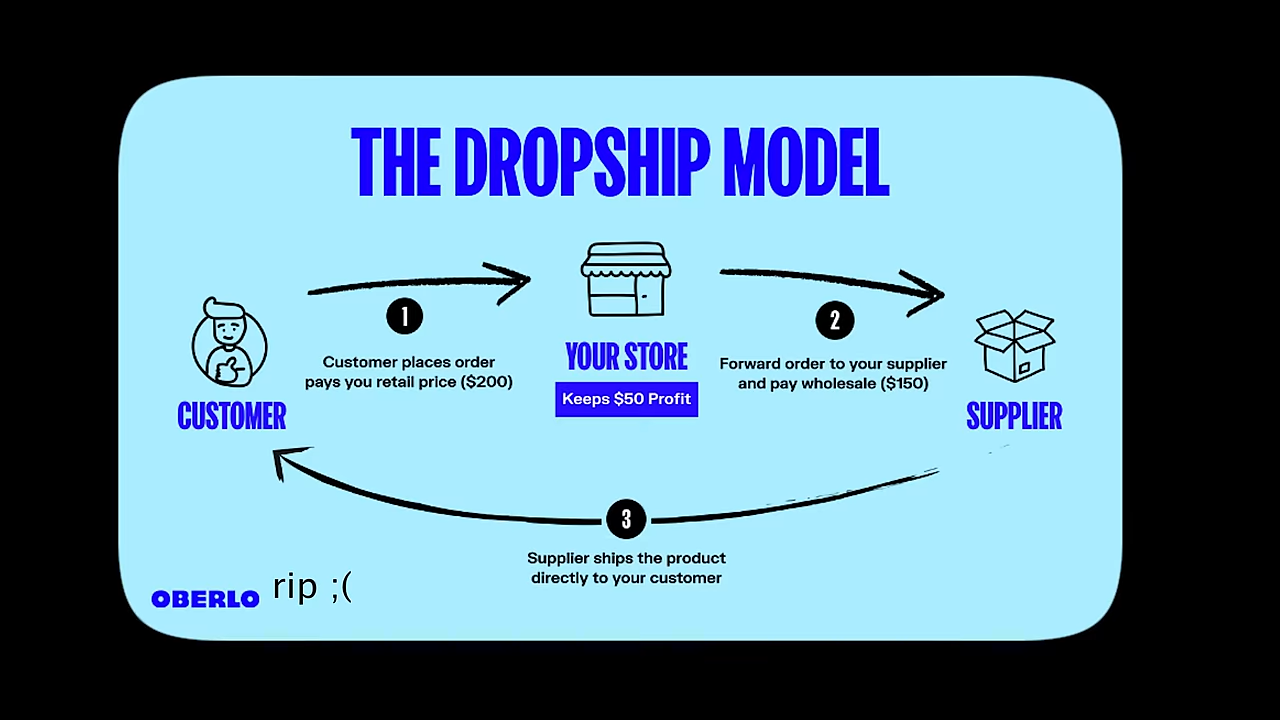 THE DROPSHIP MODEL
1
Customer places order
pays you retail price ($200)
CUSTOMER
YOUR STORE
Keeps $50 Profit
2
Forward order to your supplier
and pay wholesale ($150)
SUPPLIER
3
Supplier ships the product
directly to your customer
OBERLO rip ;(